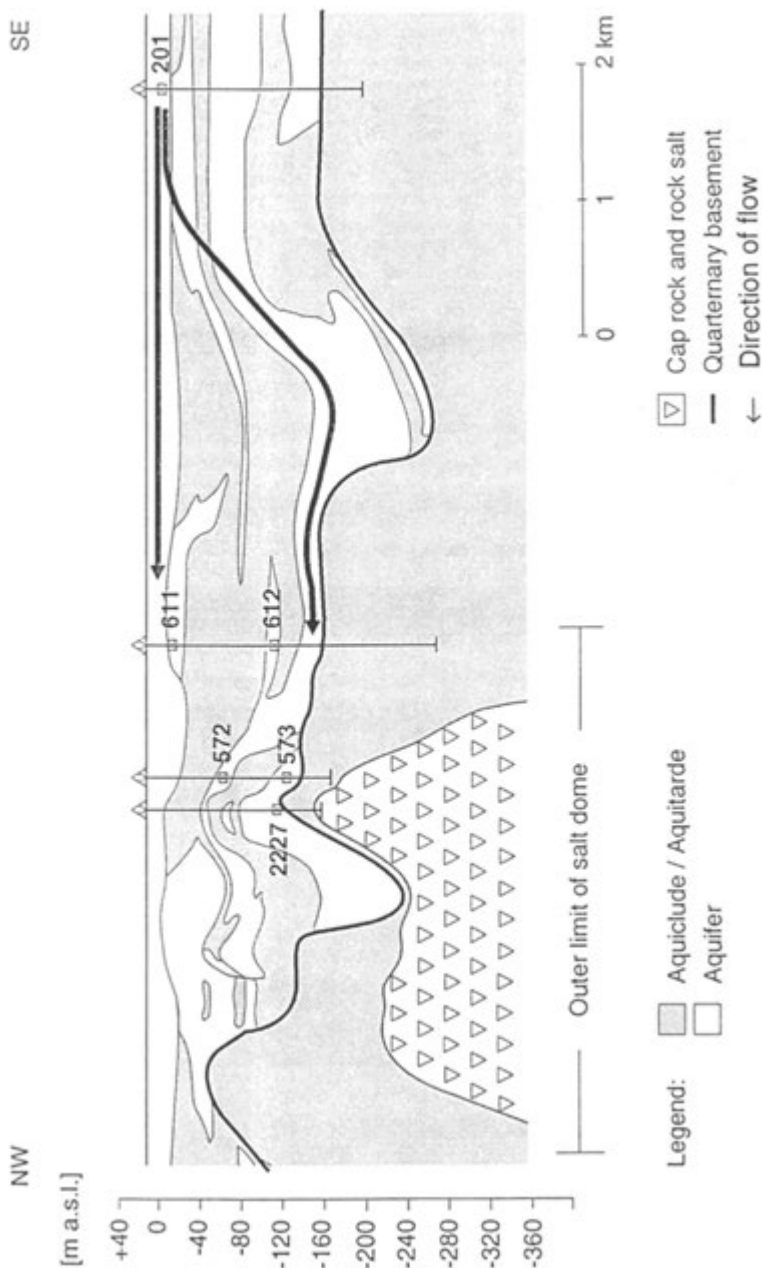 NW
SE
[m a.s.l.]
+40
0
-40
-80
-120
-160
-200
-240
-280
-320
-360
2227
572
573
611
612
201
Outer limit of salt dome
0
1
2 km
Legend:
Aquiclude / Aquitarde
Aquifer
Cap rock and rock salt
Quarternary basement
Direction of flow